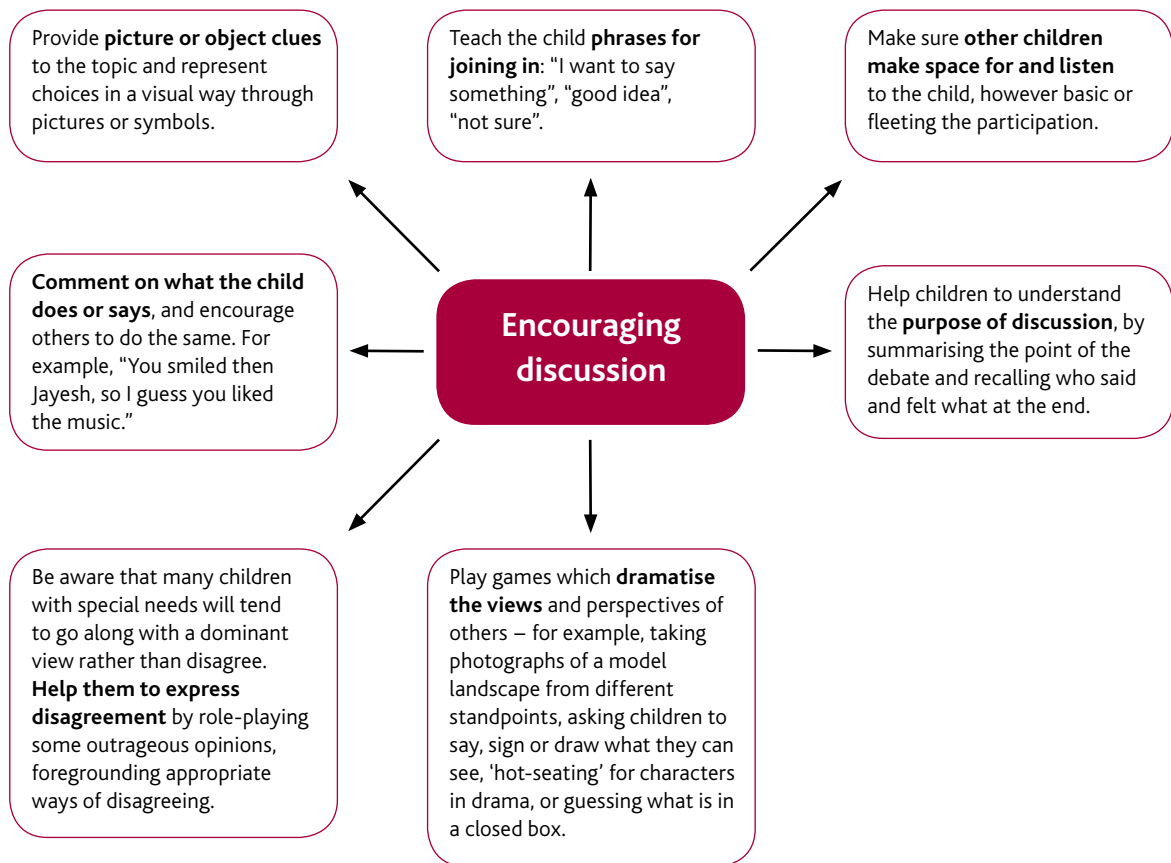 Provide picture or object clues
to the topic and represent
choices in a visual way through
pictures or symbols.
Teach the child phrases for
joining in: “I want to say
something”, “good idea”,
“not sure”.
Make sure other children
make space for and listen
to the child, however basic or
fleeting the participation.
Comment on what the child
does or says, and encourage
others to do the same. For
example, “You smiled then
Jayesh, so I guess you liked
the music.”
Encouraging
discussion
Help children to understand
the purpose of discussion, by
summarising the point of the
debate and recalling who said
and felt what at the end.
Be aware that many children
with special needs will tend
to go along with a dominant
view rather than disagree.
Help them to express
disagreement by role-playing
some outrageous opinions,
foregrounding appropriate
ways of disagreeing.
Play games which dramatise
the views and perspectives of
others – for example, taking
photographs of a model
landscape from different
standpoints, asking children to
say, sign or draw what they can
see, ‘hot-seating’ for characters
in drama, or guessing what is in
a closed box.